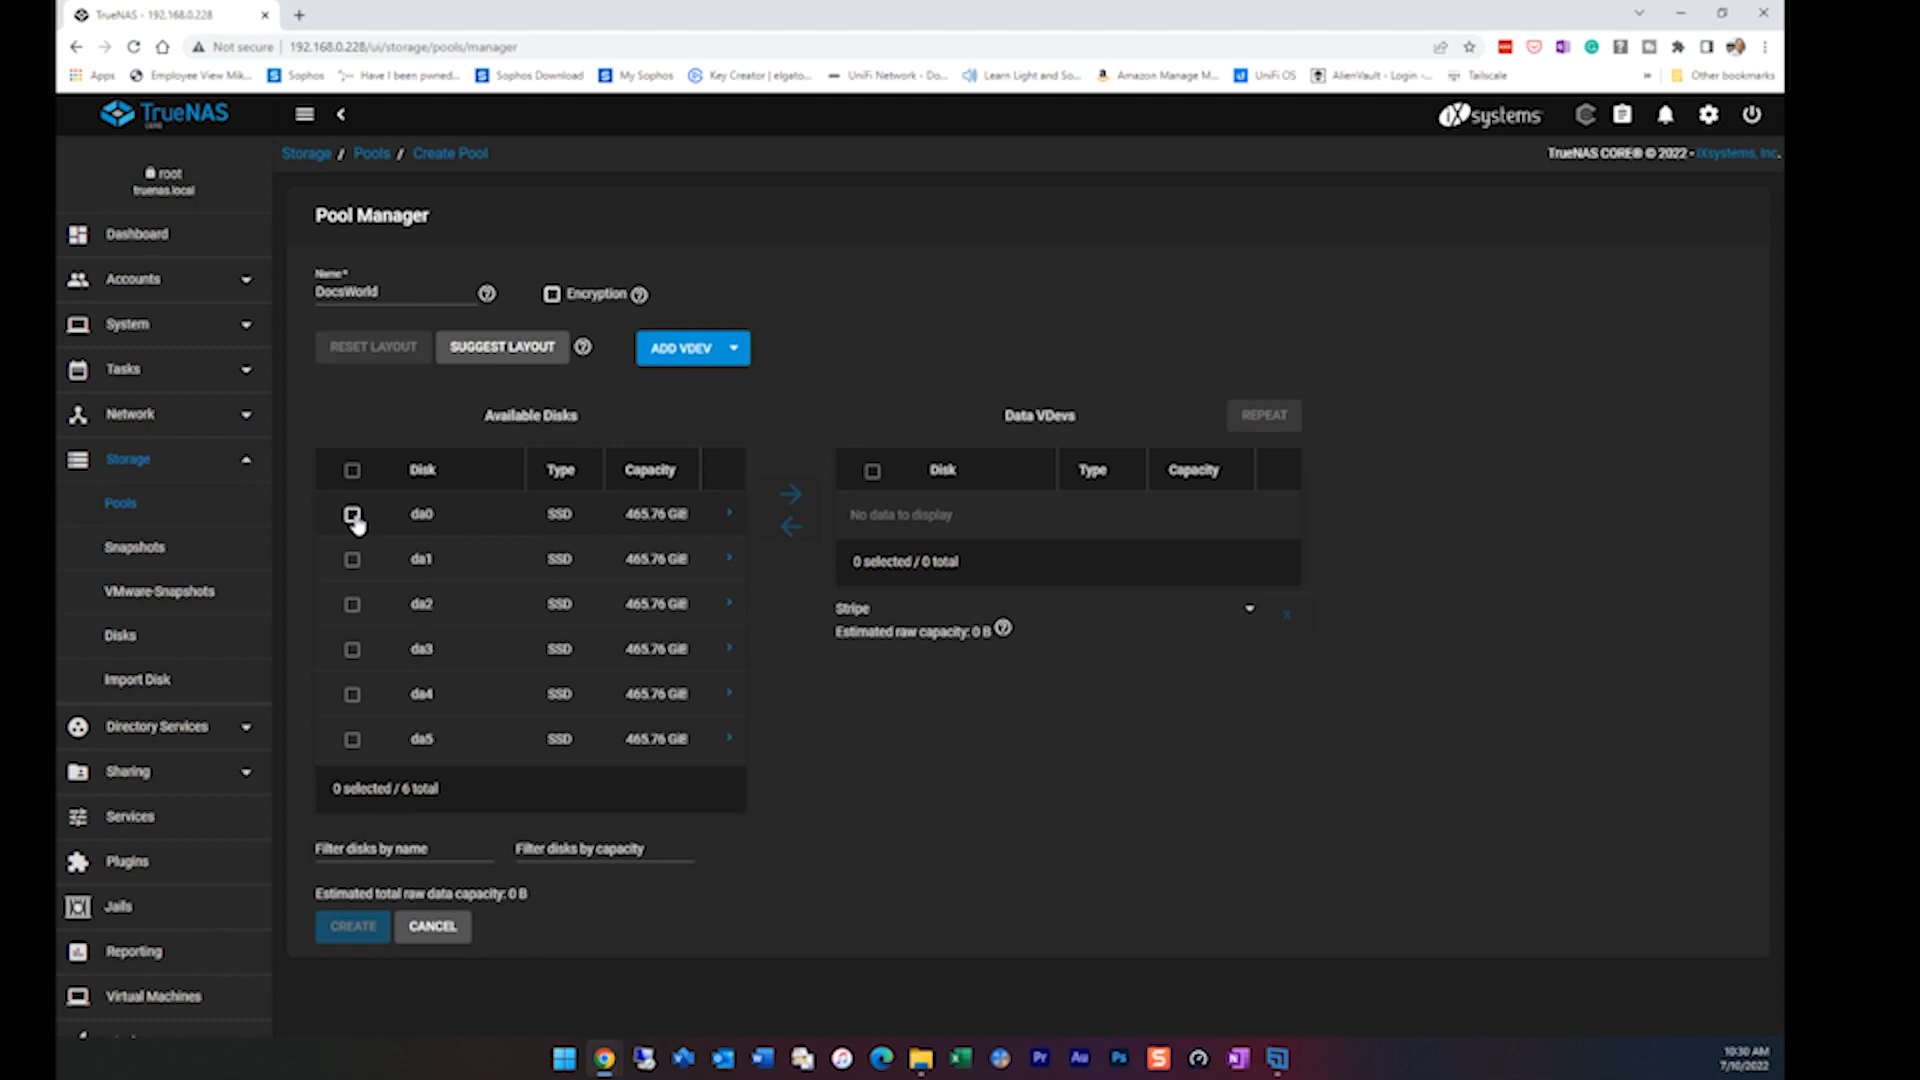 TrueNAS - 192.168.0.228
Not secure
192.168.0.228/ui/storage/pools/manager
Apps
Employee View Mik...
Sophos
Have I been pwned...
Sophos Download
My Sophos
Key Creator | elgato...
UniFi Network - Do...
Learn Light and So...
Amazon Manage M...
UniFi OS
AlienVault - Login -...
Tailscale
Other bookmarks
TrueNAS
CORE
iXsystems
Storage / Pools / Create Pool
TrueNAS CORE® © 2022 - iXsystems, Inc.
root
truenas.local
Dashboard
Accounts
System
Tasks
Network
Storage
Pools
Snapshots
VMware-Snapshots
Disks
Import Disk
Directory Services
Sharing
Services
Plugins
Jails
Reporting
Virtual Machines
Pool Manager
Name*
DocsWorld
Encryption
RESET LAYOUT
SUGGEST LAYOUT
ADD VDEV
Available Disks
Disk Type Capacity
da0 SSD 465.76 GiB
da1 SSD 465.76 GiB
da2 SSD 465.76 GiB
da3 SSD 465.76 GiB
da4 SSD 465.76 GiB
da5 SSD 465.76 GiB
0 selected / 6 total
Filter disks by name
Filter disks by capacity
Estimated total raw data capacity: 0 B
CREATE
CANCEL
Data VDevs
REPEAT
Disk Type Capacity
No data to display
0 selected / 0 total
Stripe
Estimated raw capacity: 0 B
X
Pr
Au
Ps
10:30 AM
7/10/2022